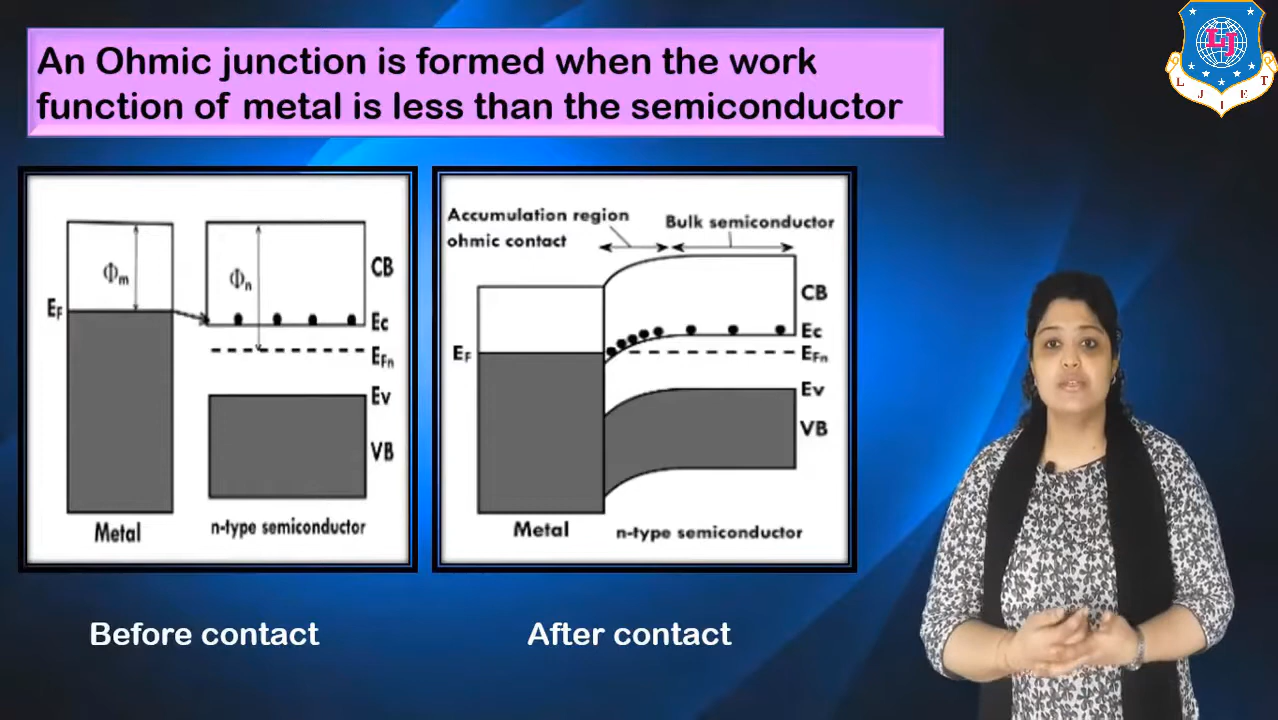 An Ohmic junction is formed when the work
function of metal is less than the semiconductor
LJ
L J I E T
Φm
EF
Φn
CB
Ec
EFn
Ev
VB
Metal
n-type semiconductor
Accumulation region
ohmic contact
Bulk semiconductor
EF
CB
Ec
EFn
Ev
VB
Metal
n-type semiconductor
Before contact
After contact